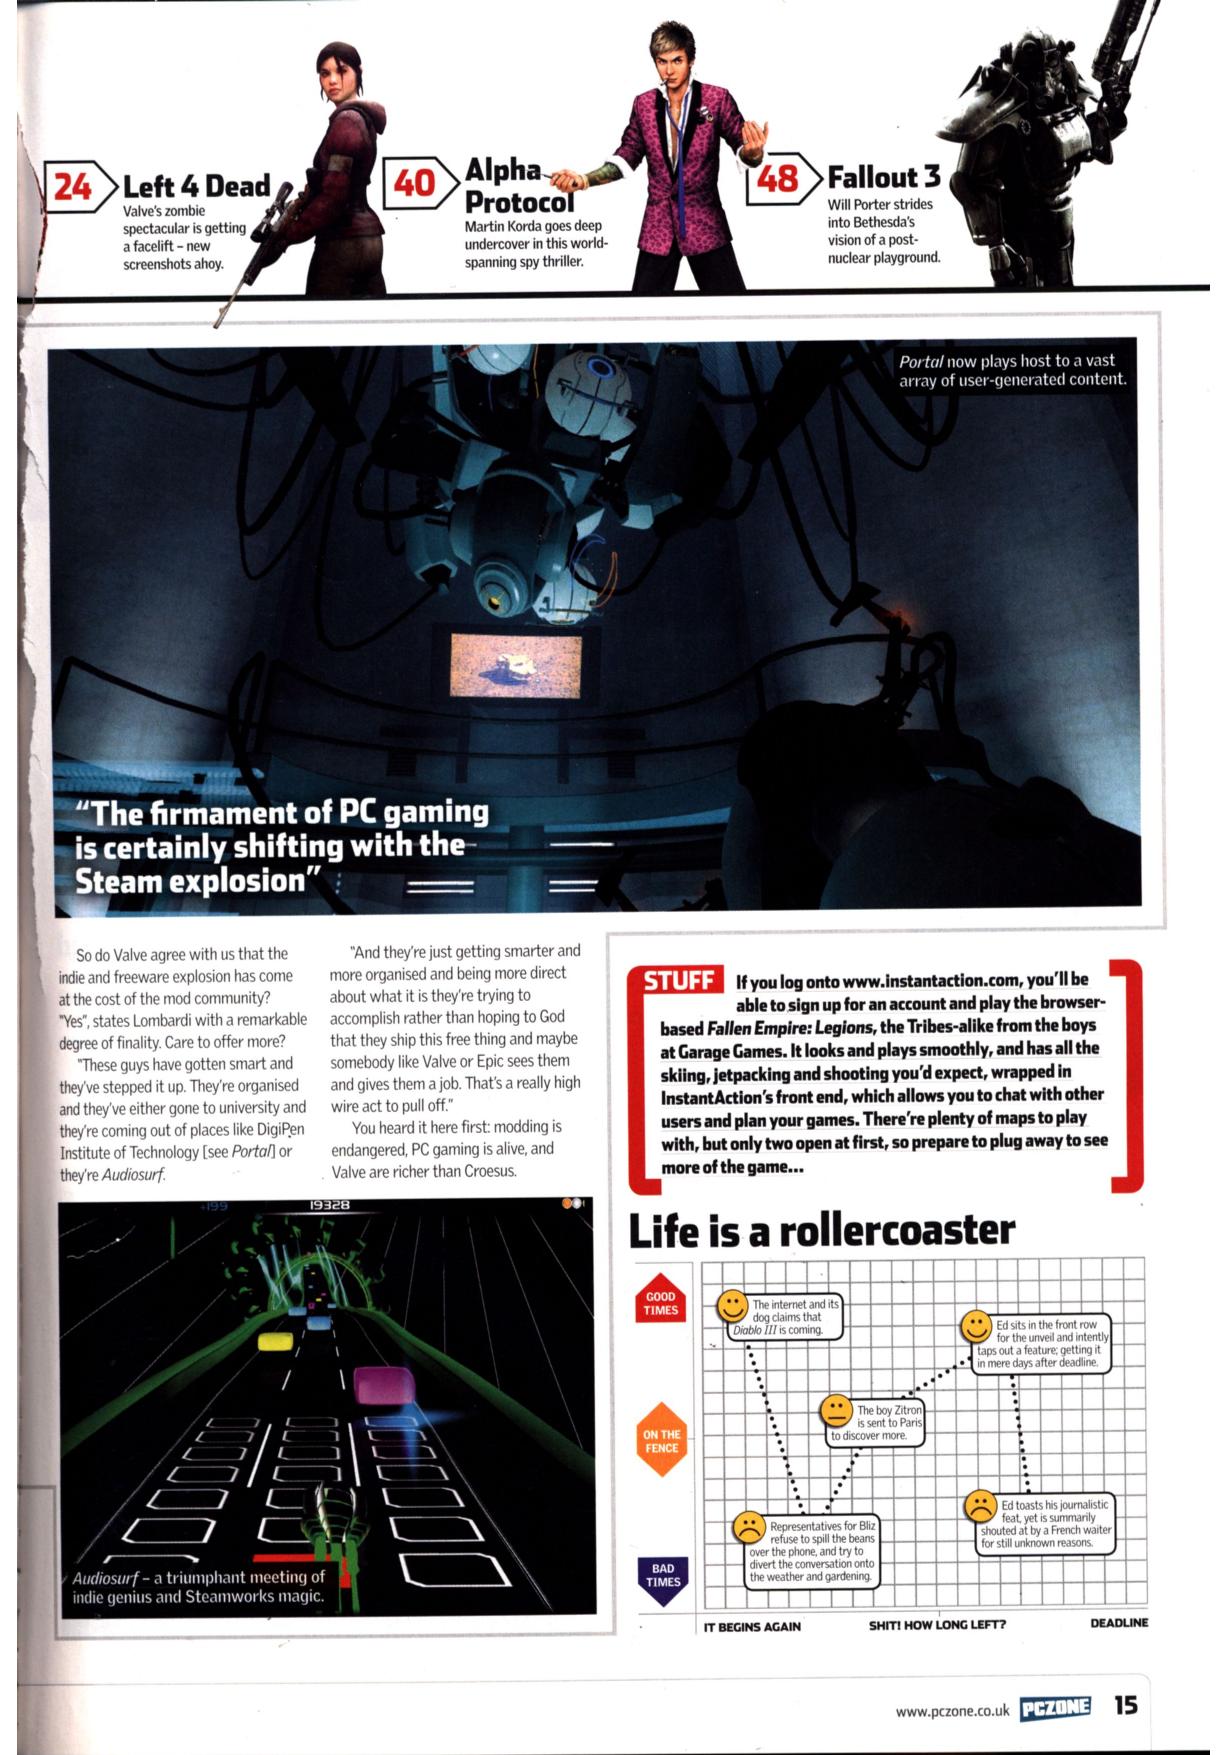 24
Left 4 Dead
Valve's zombie
spectacular is getting
a facelift – new
screenshots ahoy.
40
Alpha
Protocol
Martin Korda goes deep
undercover in this world-
spanning spy thriller.
48
Fallout 3
Will Porter strides
into Bethesda's
vision of a post-
nuclear playground.
Portal now plays host to a vast
array of user-generated content.
“The firmament of PC gaming
is certainly shifting with the
Steam explosion”
So do Valve agree with us that the
indie and freeware explosion has come
at the cost of the mod community?
"Yes", states Lombardi with a remarkable
degree of finality. Care to offer more?
"These guys have gotten smart and
they've stepped it up. They're organised
and they've either gone to university and
they're coming out of places like DigiPen
Institute of Technology [see Portal] or
they're Audiosurf.
"And they're just getting smarter and
more organised and being more direct
about what it is they're trying to
accomplish rather than hoping to God
that they ship this free thing and maybe
somebody like Valve or Epic sees them
and gives them a job. That's a really high
wire act to pull off."
You heard it here first: modding is
endangered, PC gaming is alive, and
Valve are richer than Croesus.
+199
19328
Audiosurf – a triumphant meeting of
indie genius and Steamworks magic.
STUFF If you log onto www.instantaction.com, you'll be
able to sign up for an account and play the browser-
based Fallen Empire: Legions, the Tribes-alike from the boys
at Garage Games. It looks and plays smoothly, and has all the
skiing, jetpacking and shooting you'd expect, wrapped in
InstantAction's front end, which allows you to chat with other
users and plan your games. There're plenty of maps to play
with, but only two open at first, so prepare to plug away to see
more of the game...
Life is a rollercoaster
GOOD
TIMES
ON THE
FENCE
BAD
TIMES
The internet and its
dog claims that
Diablo III is coming.
Representatives for Bliz
refuse to spill the beans
over the phone, and try to
divert the conversation onto
the weather and gardening.
The boy Zitron
is sent to Paris
to discover more.
Ed sits in the front row
for the unveil and intently
taps out a feature; getting it
in mere days after deadline.
Ed toasts his journalistic
feat, yet is summarily
shouted at by a French waiter
for still unknown reasons.
IT BEGINS AGAIN
SHIT! HOW LONG LEFT?
DEADLINE
www.pczone.co.uk PCZONE 15